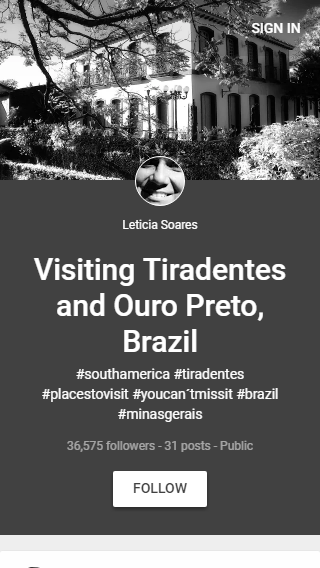 SIGN IN
Leticia Soares
Visiting Tiradentes
and Ouro Preto,
Brazil
#southamerica #tiradentes
#placestovisit #youcan´tmissit #brazil
#minasgerais
36,575 followers - 31 posts - Public
FOLLOW